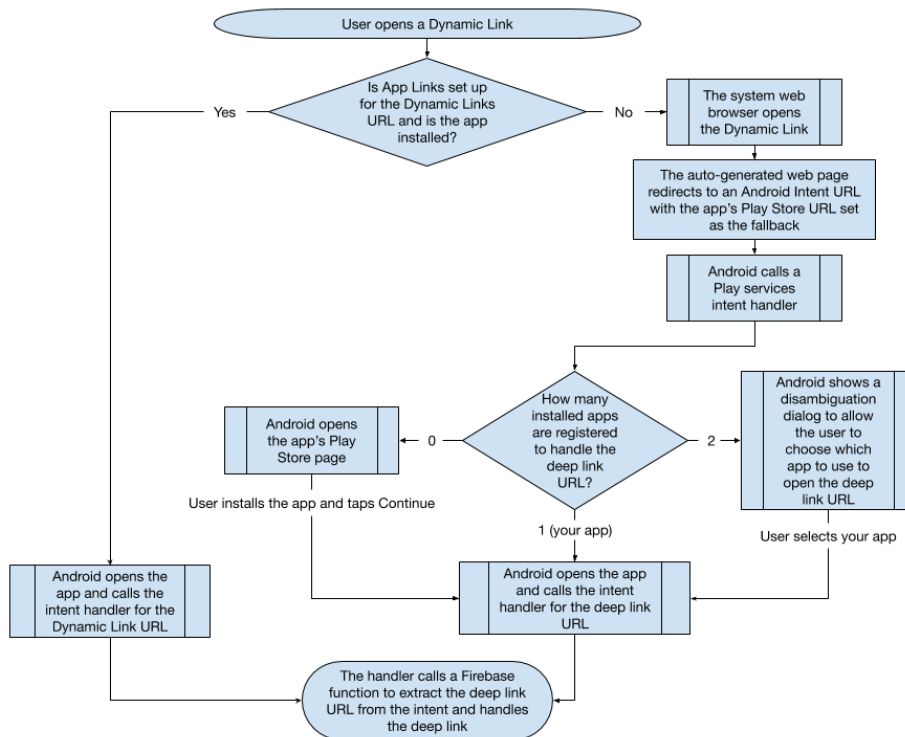 User opens a Dynamic Link
Is App Links set up
for the Dynamic Links
URL and is the app
installed?
Yes
No
The system web
browser opens
the Dynamic Link
The auto-generated web page
redirects to an Android Intent URL
with the app's Play Store URL set
as the fallback
Android calls a
Play services
intent handler
How many
installed apps
are registered
to handle the
deep link
URL?
0
2
Android opens
the app's Play
Store page
Android shows a
disambiguation
dialog to allow
the user to
choose which
app to use to
open the deep
link URL
User installs the app and taps Continue
1 (your app)
User selects your app
Android opens the
app and calls the
intent handler for the
Dynamic Link URL
Android opens the app
and calls the intent
handler for the deep link
URL
The handler calls a Firebase
function to extract the deep link
URL from the intent and handles
the deep link